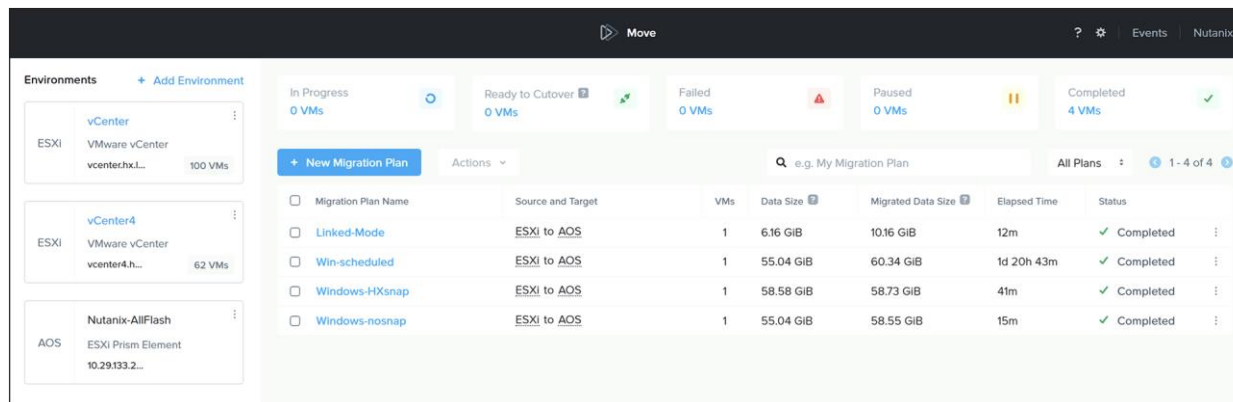 Move
? Events Nutanix
Environments + Add Environment
ESXi
vCenter
VMware vCenter
vcenter.hx.l... 100 VMs
ESXi
vCenter4
VMware vCenter
vcenter4.h... 62 VMs
AOS
Nutanix-AllFlash
ESXi Prism Element
10.29.133.2...
In Progress
0 VMs
Ready to Cutover ?
0 VMs
Failed
0 VMs
Paused
0 VMs
Completed
4 VMs
+ New Migration Plan Actions e.g. My Migration Plan All Plans 1 - 4 of 4
Migration Plan Name Source and Target VMs Data Size ? Migrated Data Size ? Elapsed Time Status
Linked-Mode ESXi to AOS 1 6.16 GiB 10.16 GiB 12m Completed
Win-scheduled ESXi to AOS 1 55.04 GiB 60.34 GiB 1d 20h 43m Completed
Windows-HXsnap ESXi to AOS 1 58.58 GiB 58.73 GiB 41m Completed
Windows-nosnap ESXi to AOS 1 55.04 GiB 58.55 GiB 15m Completed